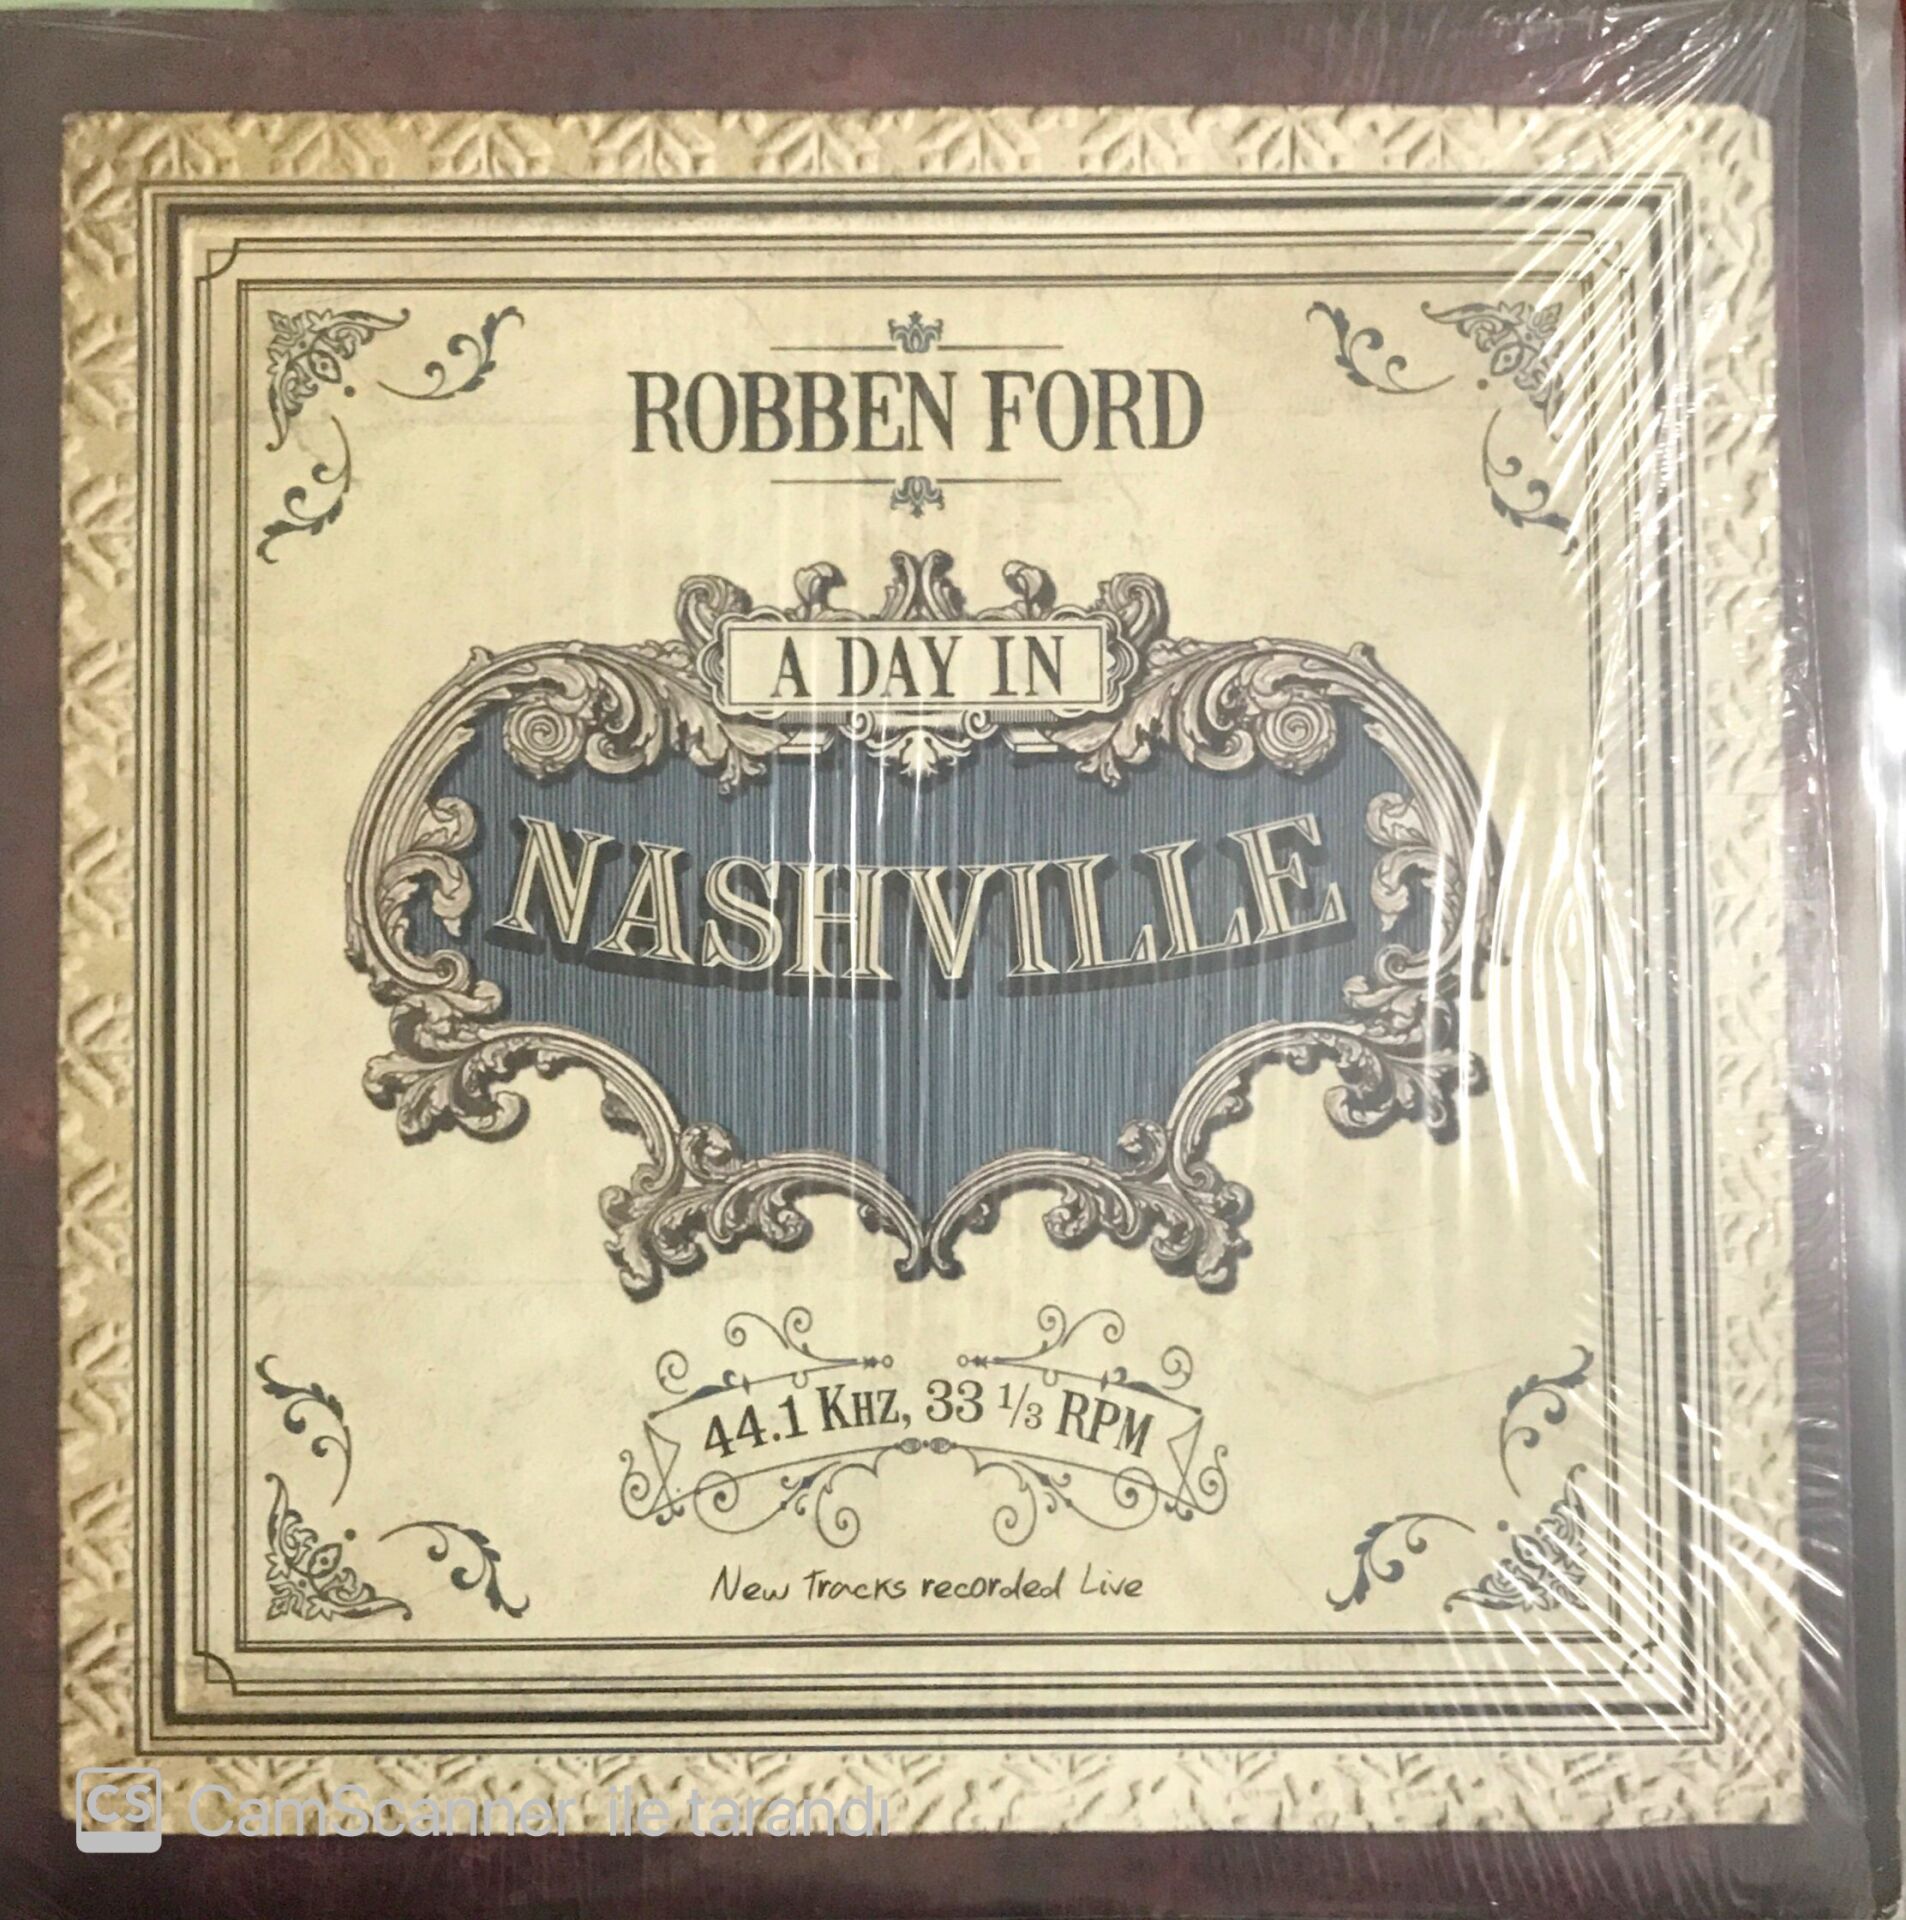 ROBBEN FORD
A DAY IN
NASHVILLE
44.1 KHZ, 33 1/3 RPM
New Tracks recorded Live
CS CamScanner ile tarandı